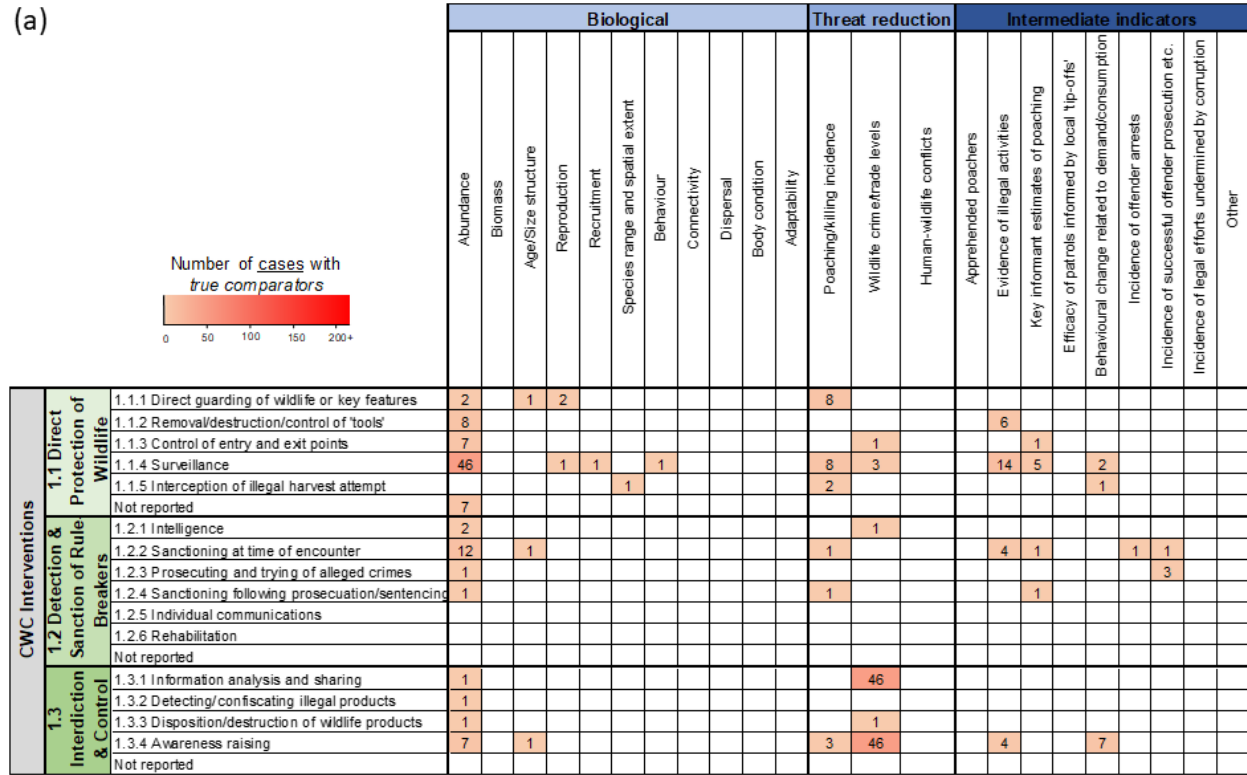 (a)
Biological Threat reduction Intermediate indicators
Abundance
Biomass
Age/Size structure
Reproduction
Recruitment
Species range and spatial extent
Behaviour
Connectivity
Dispersal
Body condition
Adaptability
Poaching/killing incidence
Wildlife crime/trade levels
Human-wildlife conflicts
Apprehended poachers
Evidence of illegal activities
Key informant estimates of poaching
Efficacy of patrols informed by local 'tip-offs'
Behavioural change related to demand/consumption
Incidence of offender arrests
Incidence of successful offender prosecution etc.
Incidence of legal efforts undermined by corruption
Other
Number of cases with
true comparators
0 50 100 150 200+
CWC Interventions
1.1 Direct
Protection of
Wildlife
1.1.1 Direct guarding of wildlife or key features 2 1 2 8
1.1.2 Removal/destruction/control of 'tools' 8 6
1.1.3 Control of entry and exit points 7 1 1
1.1.4 Surveillance 46 1 1 1 8 3 14 5 2
1.1.5 Interception of illegal harvest attempt 1 2 1
Not reported 7
1.2 Detection &
Sanction of Rule-
Breakers
1.2.1 Intelligence 2 1
1.2.2 Sanctioning at time of encounter 12 1 1 4 1 1 1
1.2.3 Prosecuting and trying of alleged crimes 1 3
1.2.4 Sanctioning following prosecuation/sentencing 1 1 1
1.2.5 Individual communications
1.2.6 Rehabilitation
Not reported
1.3
Interdiction
& Control
1.3.1 Information analysis and sharing 1 46
1.3.2 Detecting/confiscating illegal products 1
1.3.3 Disposition/destruction of wildlife products 1 1
1.3.4 Awareness raising 7 1 3 46 4 7
Not reported